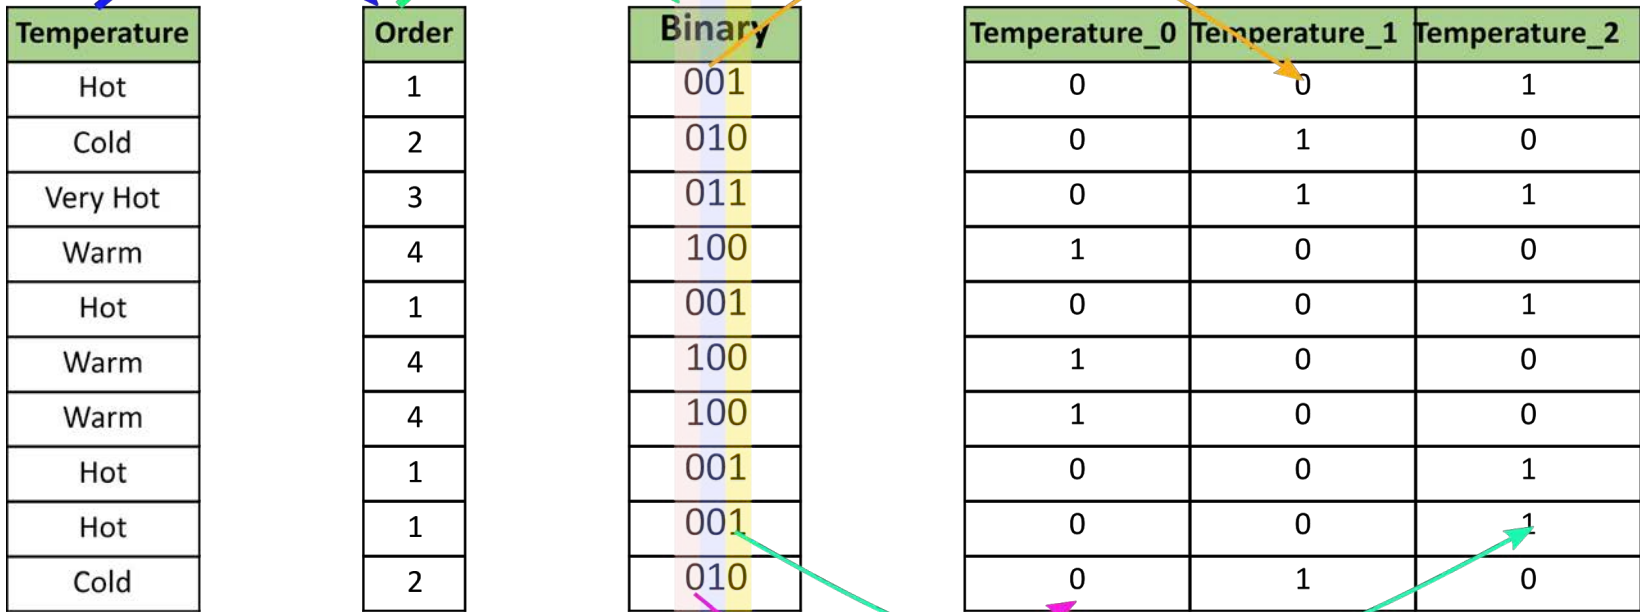 Temperature Order Binary Temperature_0 Temperature_1 Temperature_2
Hot 1 001 0 0 1
Cold 2 010 0 1 0
Very Hot 3 011 0 1 1
Warm 4 100 1 0 0
Hot 1 001 0 0 1
Warm 4 100 1 0 0
Warm 4 100 1 0 0
Hot 1 001 0 0 1
Hot 1 001 0 0 1
Cold 2 010 0 1 0